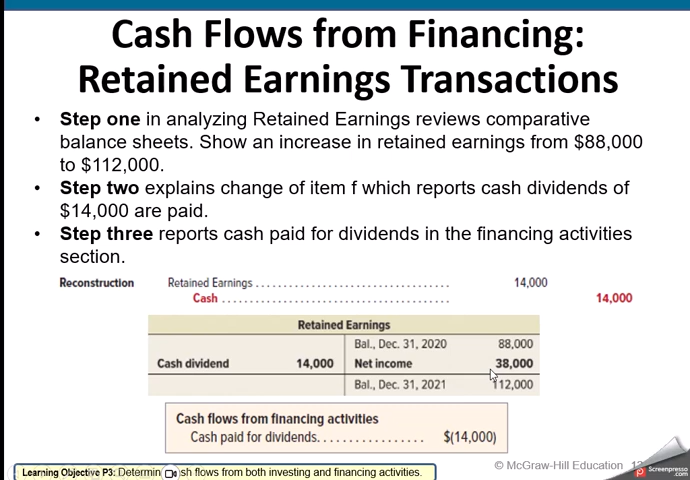 Cash Flows from Financing:
Retained Earnings Transactions
• Step one in analyzing Retained Earnings reviews comparative
balance sheets. Show an increase in retained earnings from $88,000
to $112,000.
• Step two explains change of item f which reports cash dividends of
$14,000 are paid.
• Step three reports cash paid for dividends in the financing activities
section.
Reconstruction Retained Earnings . . . . . . . . . . . . . . . . . . . . . . . . . . . . . . . . . . . . . . 14,000
Cash . . . . . . . . . . . . . . . . . . . . . . . . . . . . . . . . . . . . . . . . . . . . 14,000
Retained Earnings
Bal., Dec. 31, 2020 88,000
Cash dividend 14,000 Net income 38,000
Bal., Dec. 31, 2021 112,000
Cash flows from financing activities
Cash paid for dividends. . . . . . . . . . . . . . . . . $(14,000)
© McGraw-Hill Education
Learning Objective P3: Determin sh flows from both investing and financing activities.
Screenpresso
.com